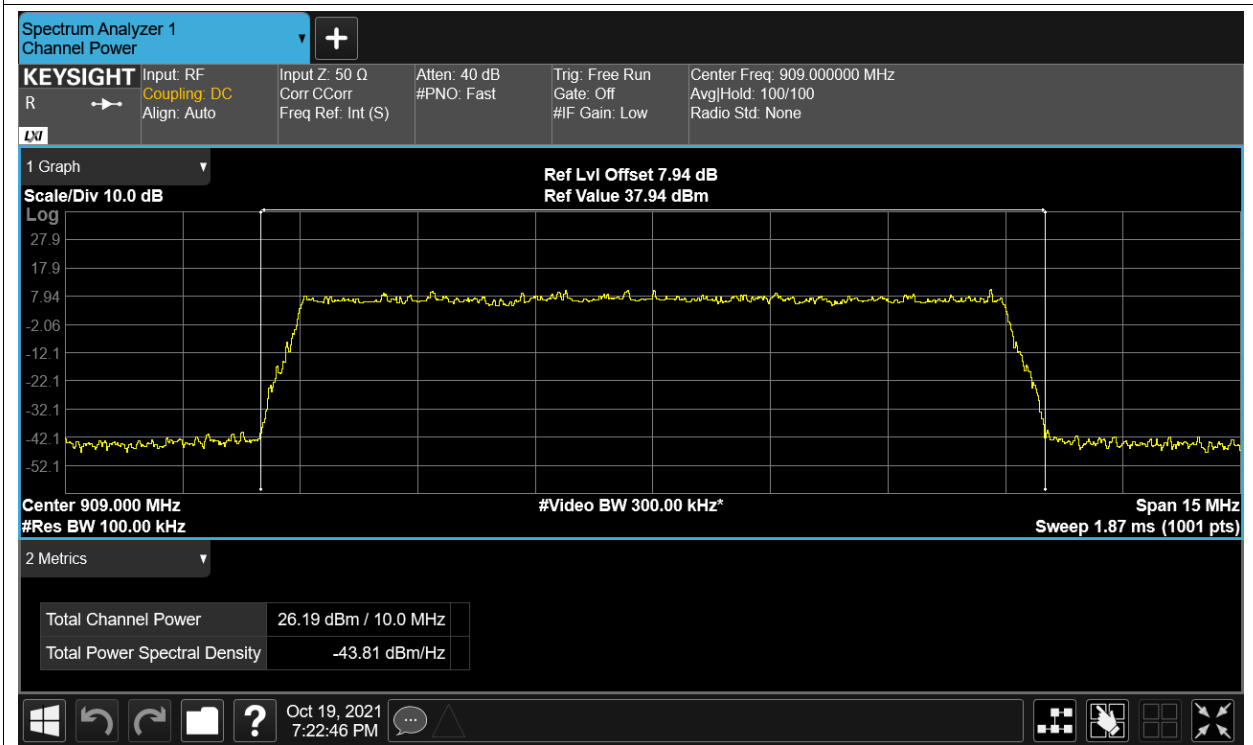 Spectrum Analyzer 1
Channel Power
KEYSIGHT
R
LXI
Input: RF
Coupling: DC
Align: Auto
Input Z: 50 Ω
Corr CCorr
Freq Ref: Int (S)
Atten: 40 dB
#PNO: Fast
Trig: Free Run
Gate: Off
#IF Gain: Low
Center Freq: 909.000000 MHz
Avg|Hold: 100/100
Radio Std: None
1 Graph
Scale/Div 10.0 dB
Ref Lvl Offset 7.94 dB
Ref Value 37.94 dBm
Log
27.9
17.9
7.94
-2.06
-12.1
-22.1
-32.1
-42.1
-52.1
Center 909.000 MHz
#Video BW 300.00 kHz*
Span 15 MHz
#Res BW 100.00 kHz
Sweep 1.87 ms (1001 pts)
2 Metrics
Total Channel Power 26.19 dBm / 10.0 MHz
Total Power Spectral Density -43.81 dBm/Hz
?
Oct 19, 2021
7:22:46 PM